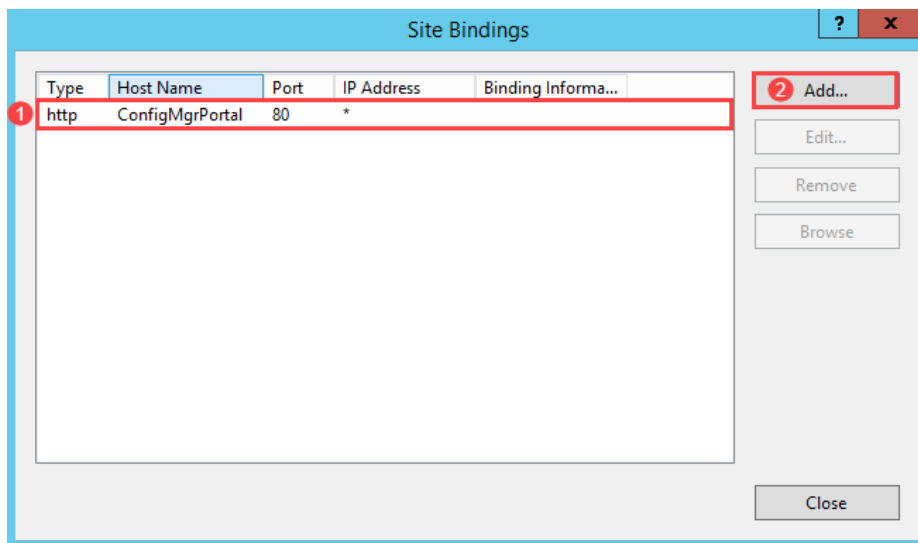 Site Bindings
? x
Type Host Name Port IP Address Binding Informa...
1 http ConfigMgrPortal 80 *
2 Add...
Edit...
Remove
Browse
Close